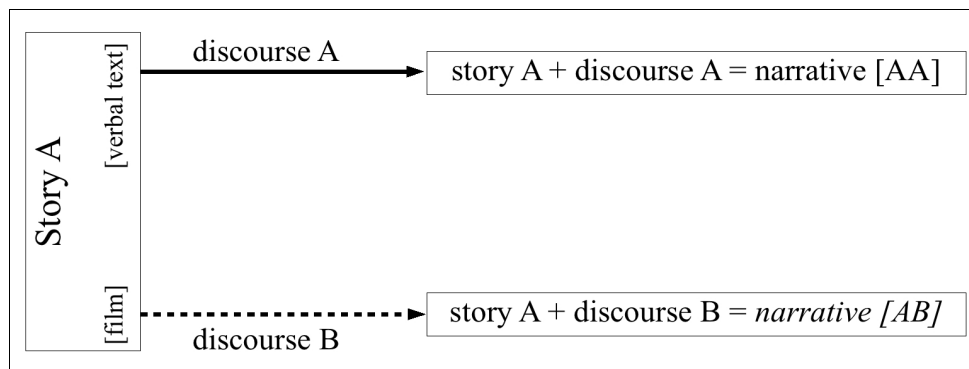 Story A
[verbal text]
discourse A
story A + discourse A = narrative [AA]
[film]
discourse B
story A + discourse B = narrative [AB]